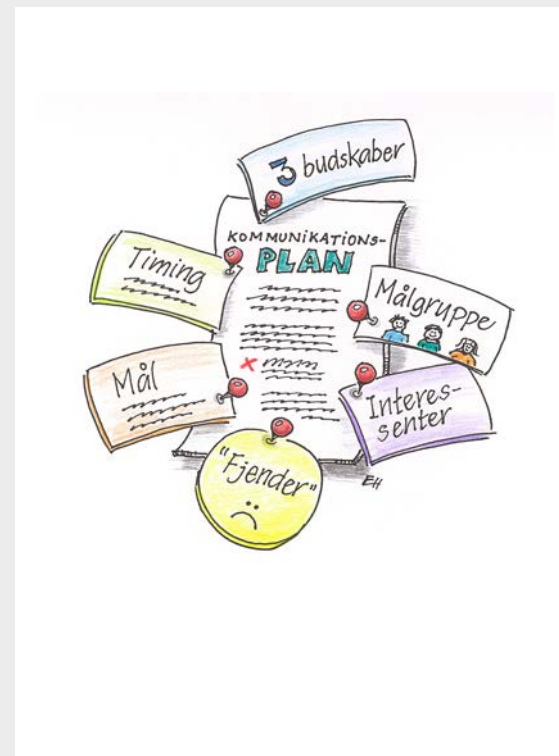 3 budskaber
KOMMUNIKATIONS-
PLAN
Timing
Målgruppe
Mål
Interes-
senter
"Fjender"
EH